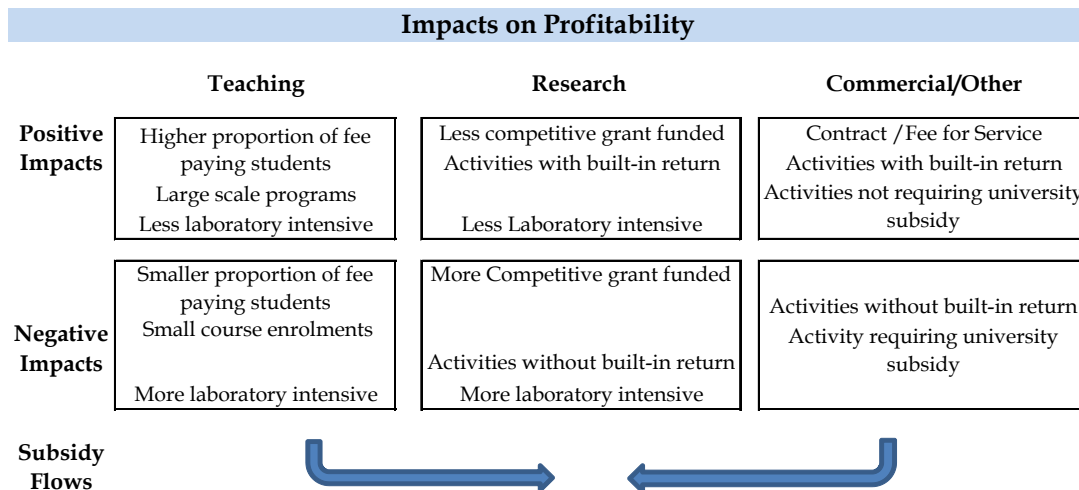 Impacts on Profitability
Teaching
Research
Commercial/Other
Positive
Impacts
Higher proportion of fee
paying students
Large scale programs
Less laboratory intensive
Less competitive grant funded
Activities with built-in return
Less Laboratory intensive
Contract /Fee for Service
Activities with built-in return
Activities not requiring university
subsidy
Negative
Impacts
Smaller proportion of fee
paying students
Small course enrolments
More laboratory intensive
More Competitive grant funded
Activities without built-in return
More laboratory intensive
Activities without built-in return
Activity requiring university
subsidy
Subsidy
Flows